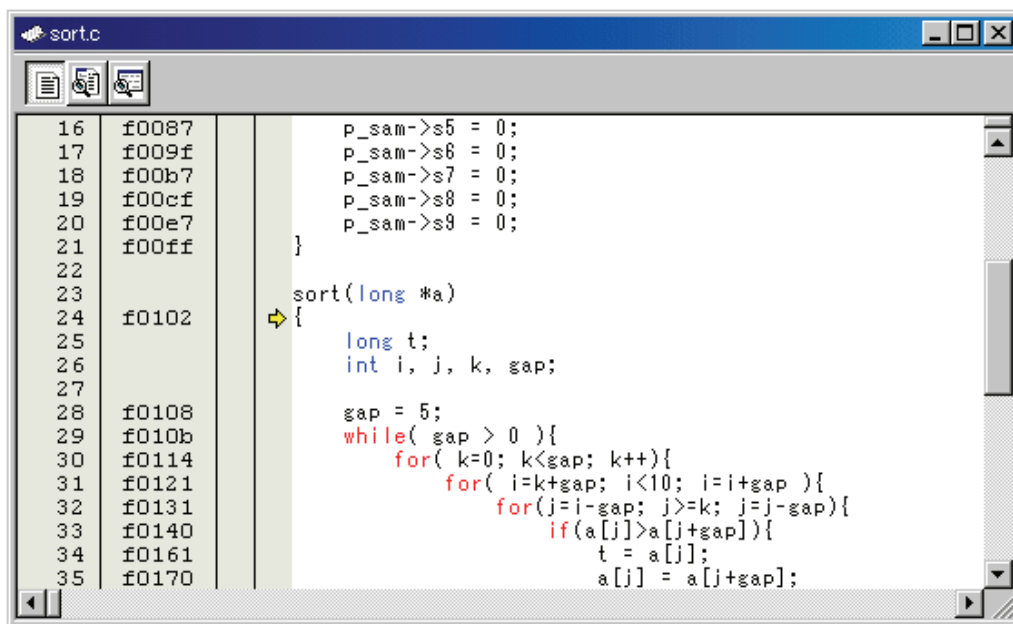 sort.c
16 f0087 p_sam->s5 = 0;
17 f009f p_sam->s6 = 0;
18 f00b7 p_sam->s7 = 0;
19 f00cf p_sam->s8 = 0;
20 f00e7 p_sam->s9 = 0;
21 f00ff }
22
23 sort(long *a)
24 f0102 {
25 long t;
26 int i, j, k, gap;
27
28 f0108 gap = 5;
29 f010b while( gap > 0 ){
30 f0114 for( k=0; k<gap; k++){
31 f0121 for( i=k+gap; i<10; i=i+gap ){
32 f0131 for(j=i-gap; j>=k; j=j-gap){
33 f0140 if(a[j]>a[j+gap]){
34 f0161 t = a[j];
35 f0170 a[j] = a[j+gap];